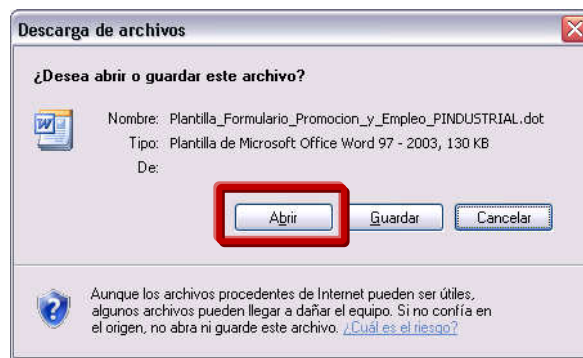 Descarga de archivos
¿Desea abrir o guardar este archivo?
Nombre: Plantilla_Formulario_Promocion_y_Empleo_PINDUSTRIAL.dot
Tipo: Plantilla de Microsoft Office Word 97 - 2003, 130 KB
De:
Abrir Guardar Cancelar
Aunque los archivos procedentes de Internet pueden ser útiles,
algunos archivos pueden llegar a dañar el equipo. Si no confía en
el origen, no abra ni guarde este archivo. ¿Cuál es el riesgo?